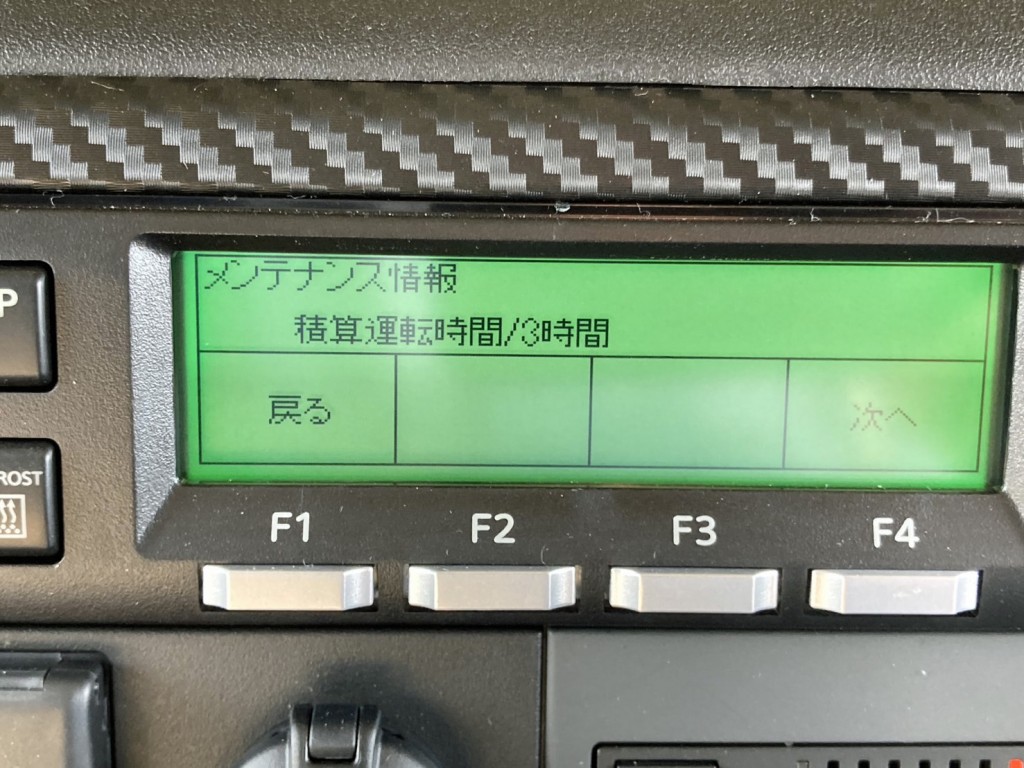 メンテナンス情報
積算運転時間/3時間
戻る 次へ
P
ROST
F1 F2 F3 F4